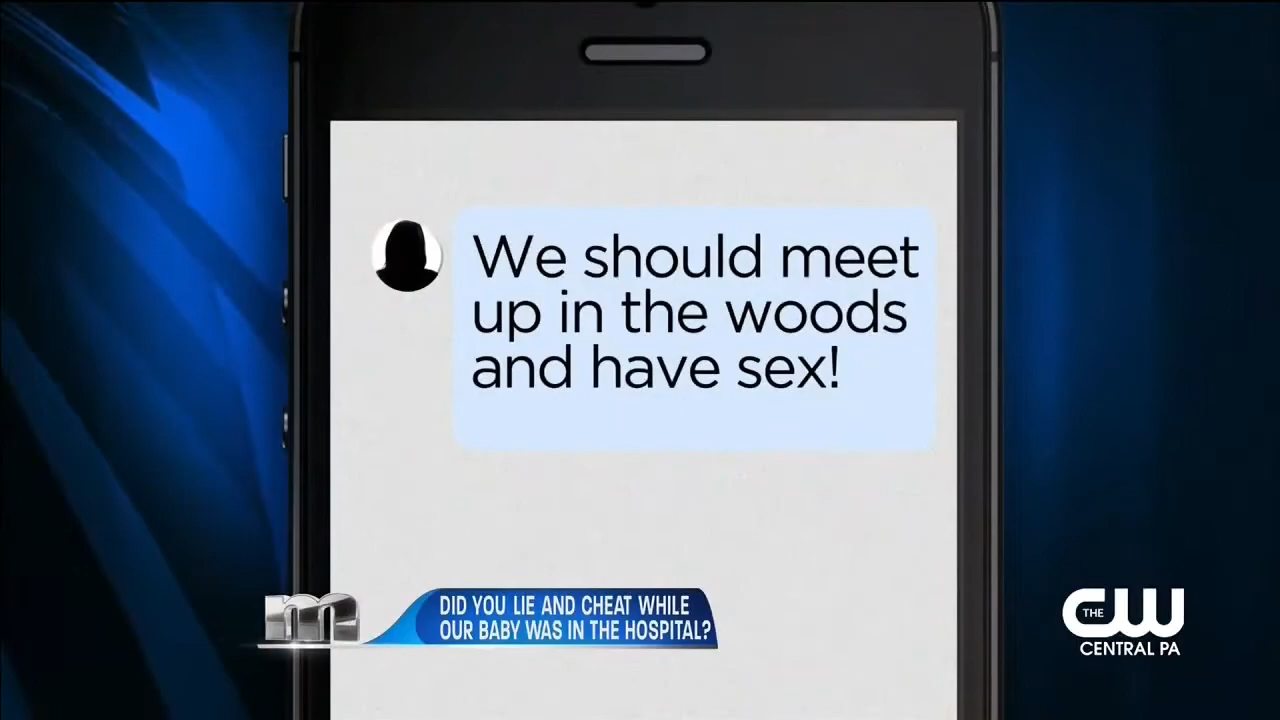 We should meet
up in the woods
and have sex!
m
DID YOU LIE AND CHEAT WHILE
OUR BABY WAS IN THE HOSPITAL?
THE CW
CENTRAL PA